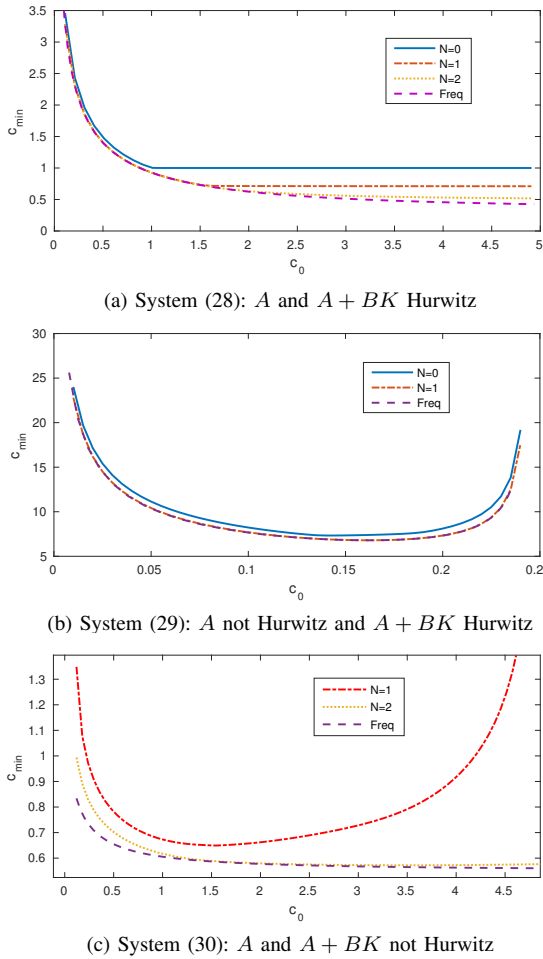 3.5
3
2.5
2
1.5
1
0.5
0
c_min
0 0.5 1 1.5 2 2.5 3 3.5 4 4.5 5
c_0
N=0
N=1
N=2
Freq
(a) System (28): A and A + BK Hurwitz
30
25
20
15
10
5
c_min
0 0.05 0.1 0.15 0.2 0.25
c_0
N=0
N=1
Freq
(b) System (29): A not Hurwitz and A + BK Hurwitz
1.3
1.2
1.1
1
0.9
0.8
0.7
0.6
c_min
0 0.5 1 1.5 2 2.5 3 3.5 4 4.5
c_0
N=1
N=2
Freq
(c) System (30): A and A + BK not Hurwitz